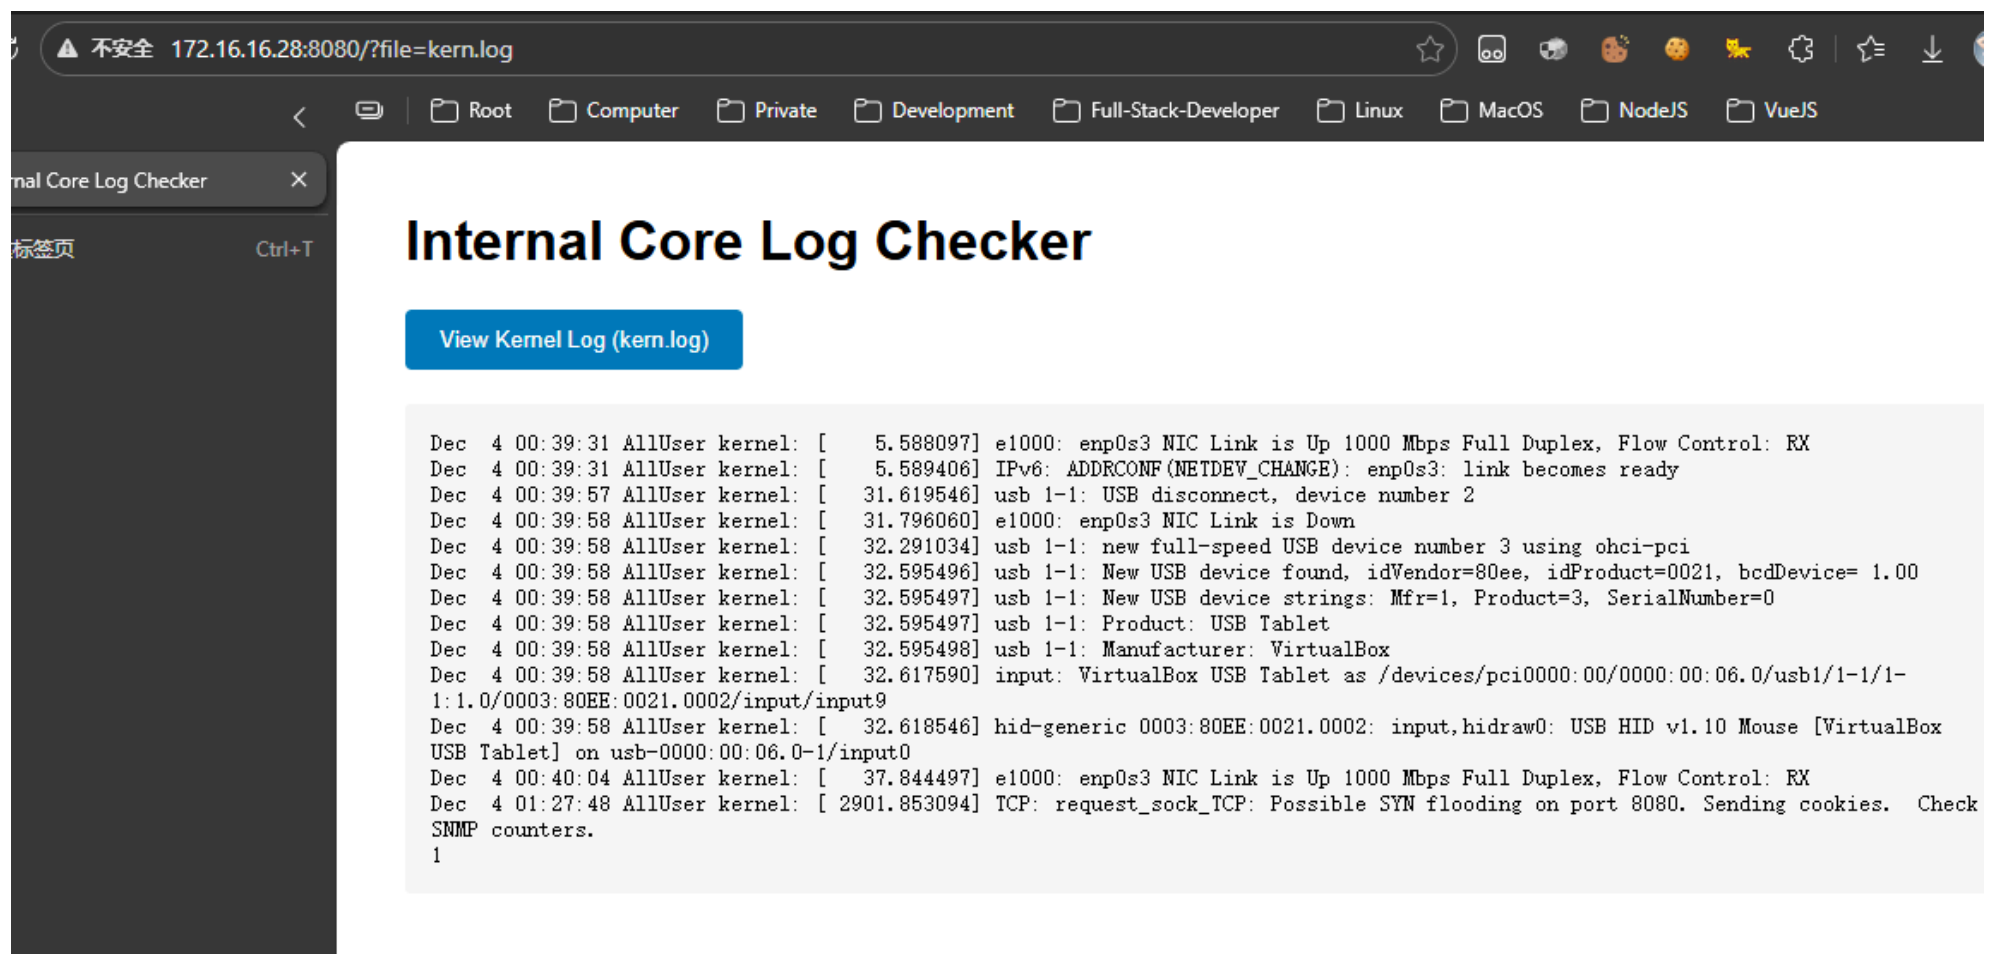 不安全 172.16.16.28:8080/?file=kern.log
Root Computer Private Development Full-Stack-Developer Linux MacOS NodeJS VueJS
nal Core Log Checker
标签页 Ctrl+T
Internal Core Log Checker
View Kernel Log (kern.log)
Dec  4 00:39:31 AllUser kernel: [    5.588097] e1000: enp0s3 NIC Link is Up 1000 Mbps Full Duplex, Flow Control: RX
Dec  4 00:39:31 AllUser kernel: [    5.589406] IPv6: ADDRCONF(NETDEV_CHANGE): enp0s3: link becomes ready
Dec  4 00:39:57 AllUser kernel: [   31.619546] usb 1-1: USB disconnect, device number 2
Dec  4 00:39:58 AllUser kernel: [   31.796060] e1000: enp0s3 NIC Link is Down
Dec  4 00:39:58 AllUser kernel: [   32.291034] usb 1-1: new full-speed USB device number 3 using ohci-pci
Dec  4 00:39:58 AllUser kernel: [   32.595496] usb 1-1: New USB device found, idVendor=80ee, idProduct=0021, bcdDevice= 1.00
Dec  4 00:39:58 AllUser kernel: [   32.595497] usb 1-1: New USB device strings: Mfr=1, Product=3, SerialNumber=0
Dec  4 00:39:58 AllUser kernel: [   32.595497] usb 1-1: Product: USB Tablet
Dec  4 00:39:58 AllUser kernel: [   32.595498] usb 1-1: Manufacturer: VirtualBox
Dec  4 00:39:58 AllUser kernel: [   32.617590] input: VirtualBox USB Tablet as /devices/pci0000:00/0000:00:06.0/usb1/1-1/1-
1:1.0/0003:80EE:0021.0002/input/input9
Dec  4 00:39:58 AllUser kernel: [   32.618546] hid-generic 0003:80EE:0021.0002: input,hidraw0: USB HID v1.10 Mouse [VirtualBox
USB Tablet] on usb-0000:00:06.0-1/input0
Dec  4 00:40:04 AllUser kernel: [   37.844497] e1000: enp0s3 NIC Link is Up 1000 Mbps Full Duplex, Flow Control: RX
Dec  4 01:27:48 AllUser kernel: [ 2901.853094] TCP: request_sock_TCP: Possible SYN flooding on port 8080. Sending cookies.  Check
SNMP counters.
1